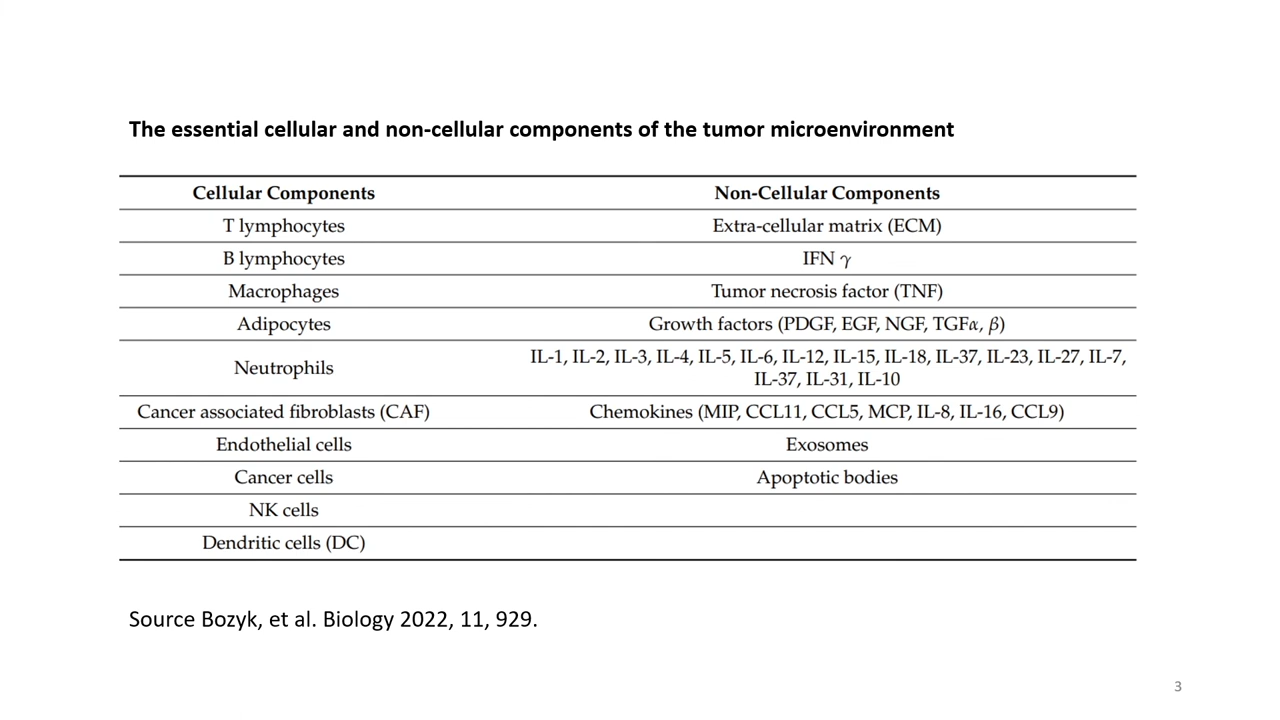 The essential cellular and non-cellular components of the tumor microenvironment
Cellular Components Non-Cellular Components
T lymphocytes Extra-cellular matrix (ECM)
B lymphocytes IFN γ
Macrophages Tumor necrosis factor (TNF)
Adipocytes Growth factors (PDGF, EGF, NGF, TGFα, β)
Neutrophils IL-1, IL-2, IL-3, IL-4, IL-5, IL-6, IL-12, IL-15, IL-18, IL-37, IL-23, IL-27, IL-7,
IL-37, IL-31, IL-10
Cancer associated fibroblasts (CAF) Chemokines (MIP, CCL11, CCL5, MCP, IL-8, IL-16, CCL9)
Endothelial cells Exosomes
Cancer cells Apoptotic bodies
NK cells
Dendritic cells (DC)
Source Bozyk, et al. Biology 2022, 11, 929.
3